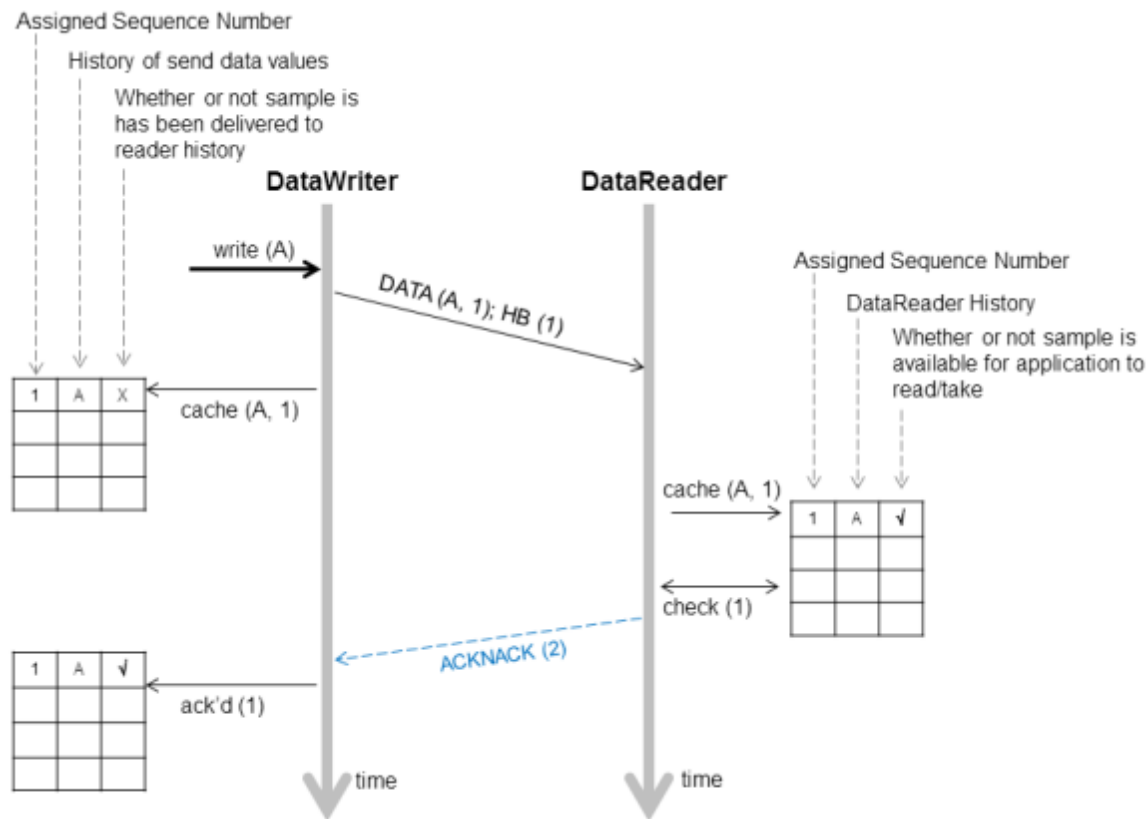 Assigned Sequence Number
History of send data values
Whether or not sample is
has been delivered to
reader history
DataWriter
DataReader
write (A)
DATA (A, 1); HB (1)
Assigned Sequence Number
DataReader History
Whether or not sample is
available for application to
read/take
1 A X
cache (A, 1)
cache (A, 1)
1 A √
check (1)
ACKNACK (2)
1 A √
ack'd (1)
time
time